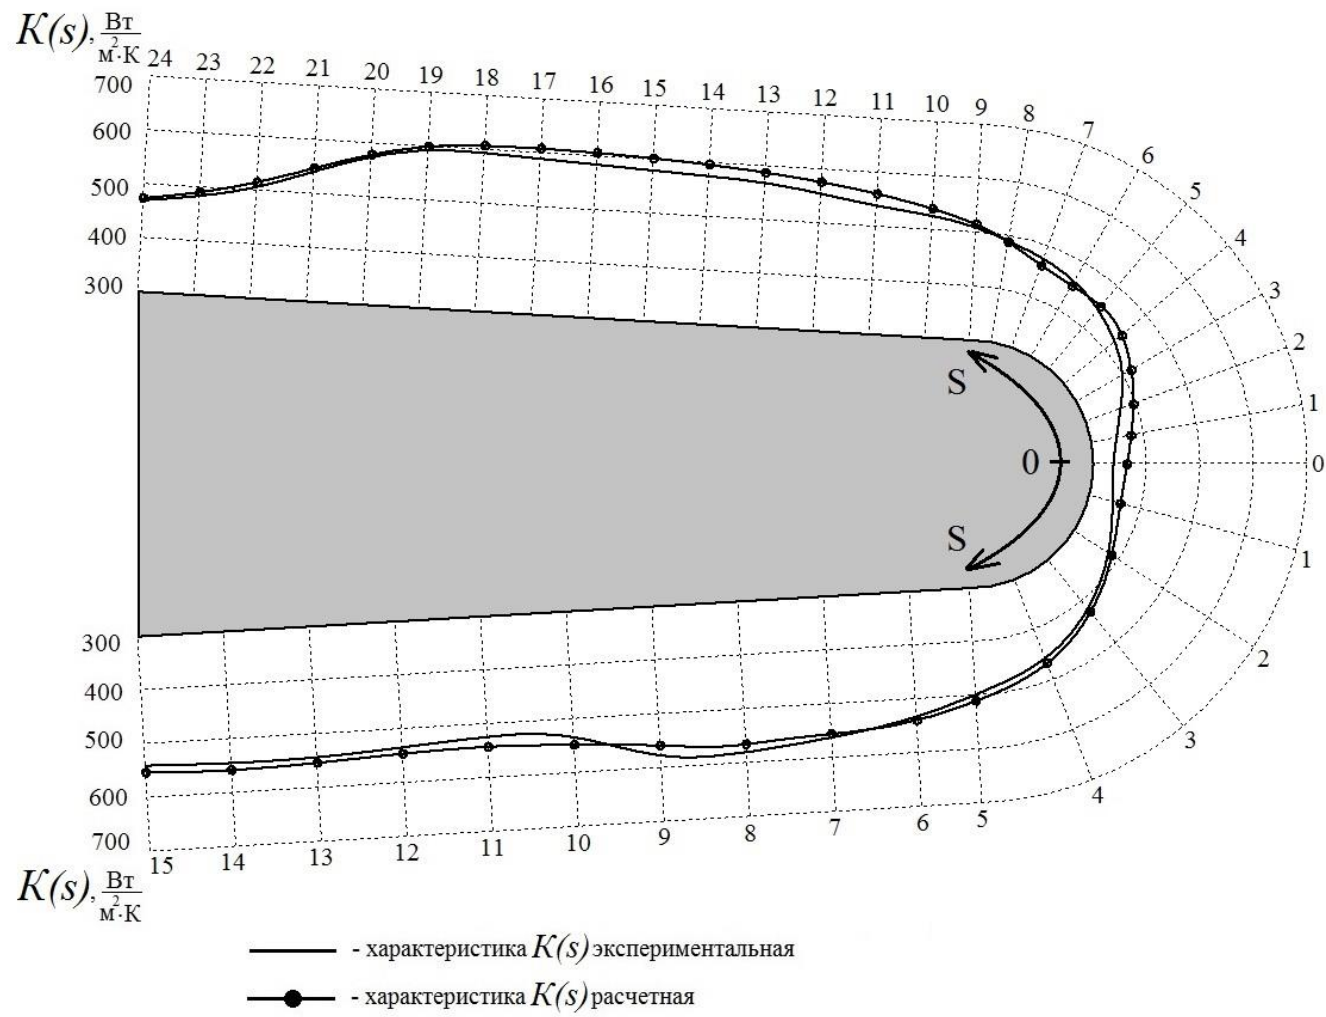 K(s), Вт
м²·К
24 23 22 21 20 19 18 17 16 15 14 13 12 11 10 9 8 7 6 5 4 3 2 1 0
700
600
500
400
300
S
0
S
1
2
3
4
300
400
500
600
700
15 14 13 12 11 10 9 8 7 6 5
K(s), Вт
м²·К
- характеристика K(s) экспериментальная
- характеристика K(s) расчетная